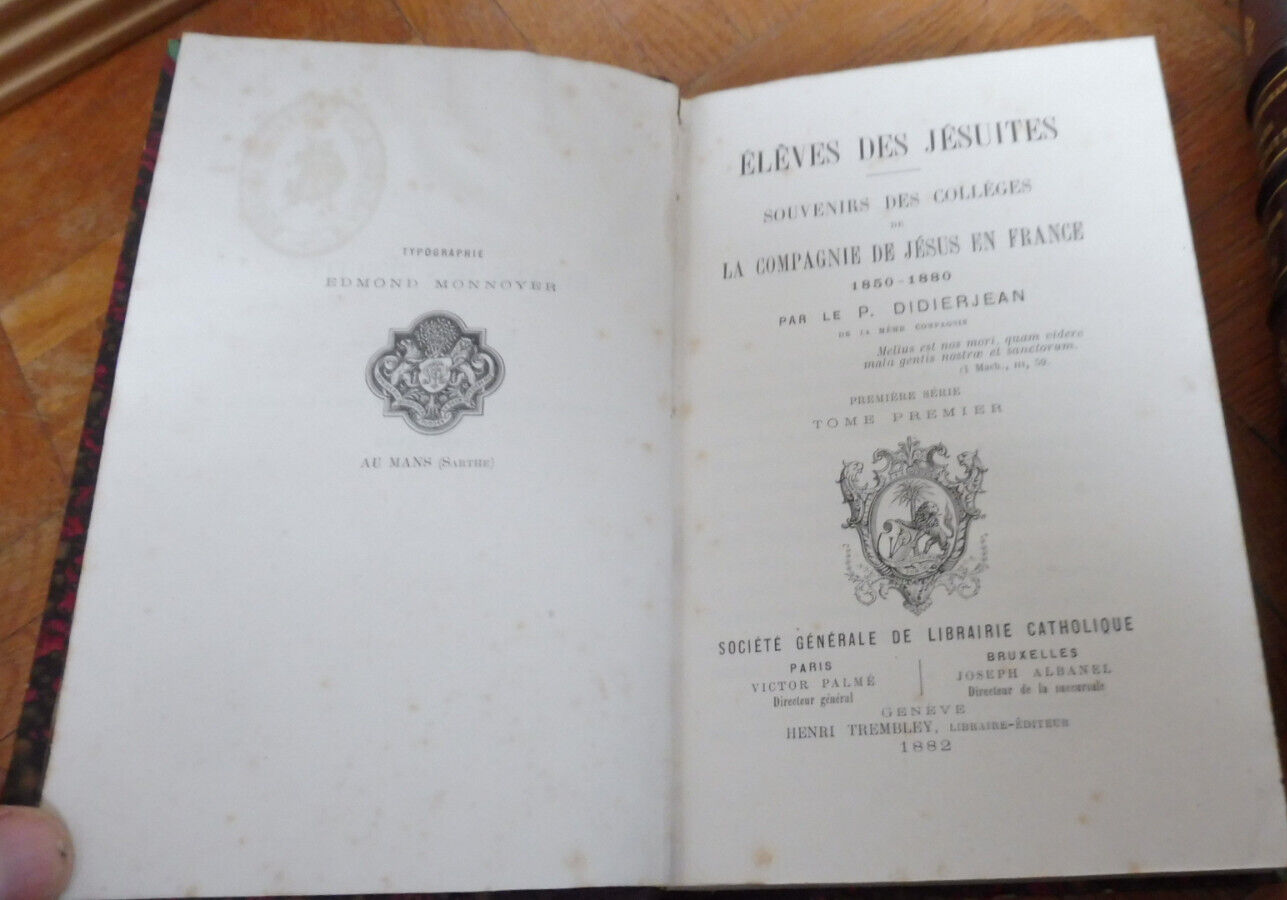 TYPOGRAPHIE
EDMOND MONNOYER
AU MANS (SARTHE)
ÉLÈVES DES JÉSUITES
SOUVENIRS DES COLLÉGES
DE
LA COMPAGNIE DE JÉSUS EN FRANCE
1850-1880
PAR LE P. DIDIERJEAN
DE LA MÊME COMPAGNIE
Melius est nos mori, quam videre
mala gentis nostræ et sanctorum.
(I Mach., III, 59.
PREMIÈRE SÉRIE
TOME PREMIER
SOCIÉTÉ GÉNÉRALE DE LIBRAIRIE CATHOLIQUE
PARIS
VICTOR PALMÉ
Directeur général
BRUXELLES
JOSEPH ALBANEL
Directeur de la succursale
GENÈVE
HENRI TREMBLEY, LIBRAIRE-ÉDITEUR
1882